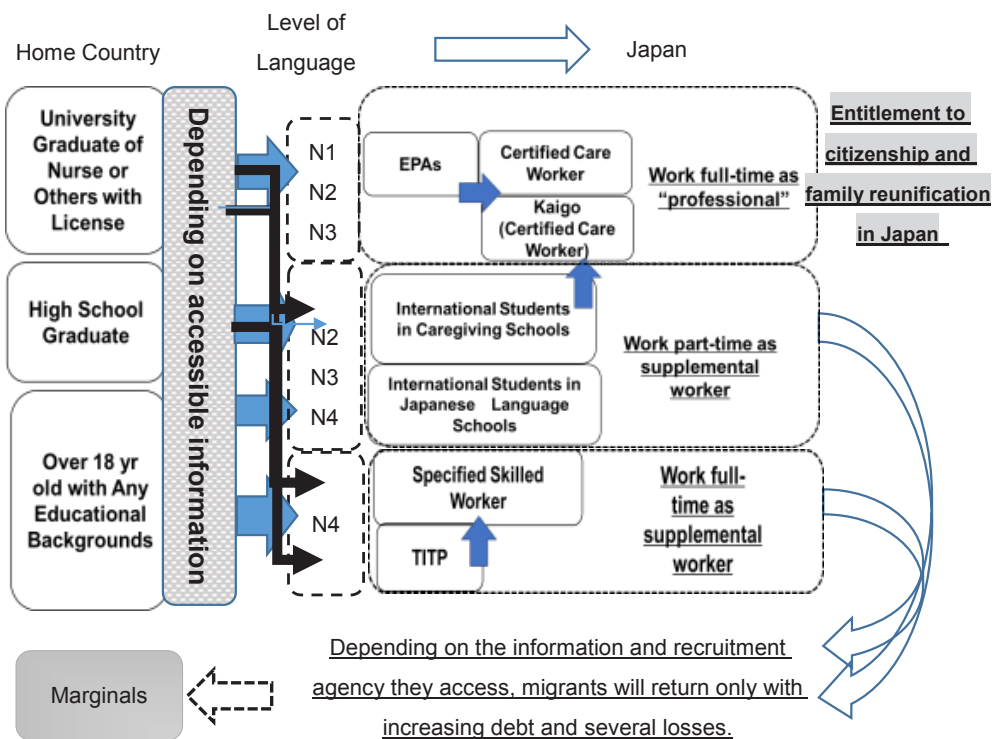 Home Country
Level of
Language
Japan
University
Graduate of
Nurse or
Others with
License
High School
Graduate
Over 18 yr
old with Any
Educational
Backgrounds
Depending on accessible information
N1
N2
N3
N2
N3
N4
N4
EPAs
Certified Care
Worker
Kaigo
(Certified Care
Worker)
Work full-time as
“professional”
International Students
in Caregiving Schools
International Students in
Japanese Language
Schools
Work part-time as
supplemental
worker
Specified Skilled
Worker
TITP
Work full-
time as
supplemental
worker
Entitlement to
citizenship and
family reunification
in Japan
Marginals
Depending on the information and recruitment
agency they access, migrants will return only with
increasing debt and several losses.